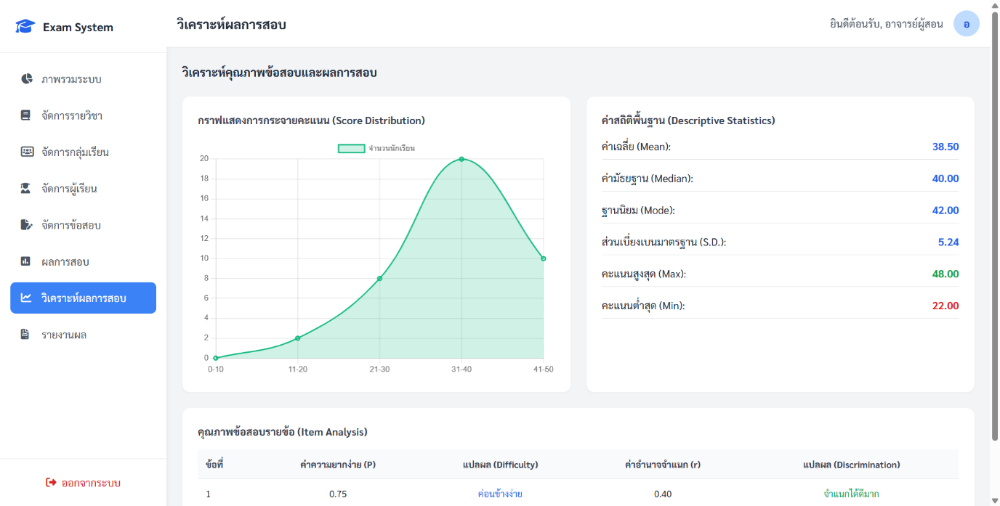 Exam System
วิเคราะห์ผลการสอบ
ยินดีต้อนรับ, อาจารย์ผู้สอน
อ
ภาพรวมระบบ
จัดการรายวิชา
จัดการกลุ่มเรียน
จัดการผู้เรียน
จัดการข้อสอบ
ผลการสอบ
วิเคราะห์ผลการสอบ
รายงานผล
ออกจากระบบ
วิเคราะห์คุณภาพข้อสอบและผลการสอบ
กราฟแสดงการกระจายคะแนน (Score Distribution)
จำนวนนักเรียน
20
18
16
14
12
10
8
6
4
2
0
0-10 11-20 21-30 31-40 41-50
ค่าสถิติพื้นฐาน (Descriptive Statistics)
ค่าเฉลี่ย (Mean): 38.50
ค่ามัธยฐาน (Median): 40.00
ฐานนิยม (Mode): 42.00
ส่วนเบี่ยงเบนมาตรฐาน (S.D.): 5.24
คะแนนสูงสุด (Max): 48.00
คะแนนต่ำสุด (Min): 22.00
คุณภาพข้อสอบรายข้อ (Item Analysis)
ข้อที่ ค่าความยากง่าย (P) แปลผล (Difficulty) ค่าอำนาจจำแนก (r) แปลผล (Discrimination)
1 0.75 ค่อนข้างง่าย 0.40 จำแนกได้ดีมาก